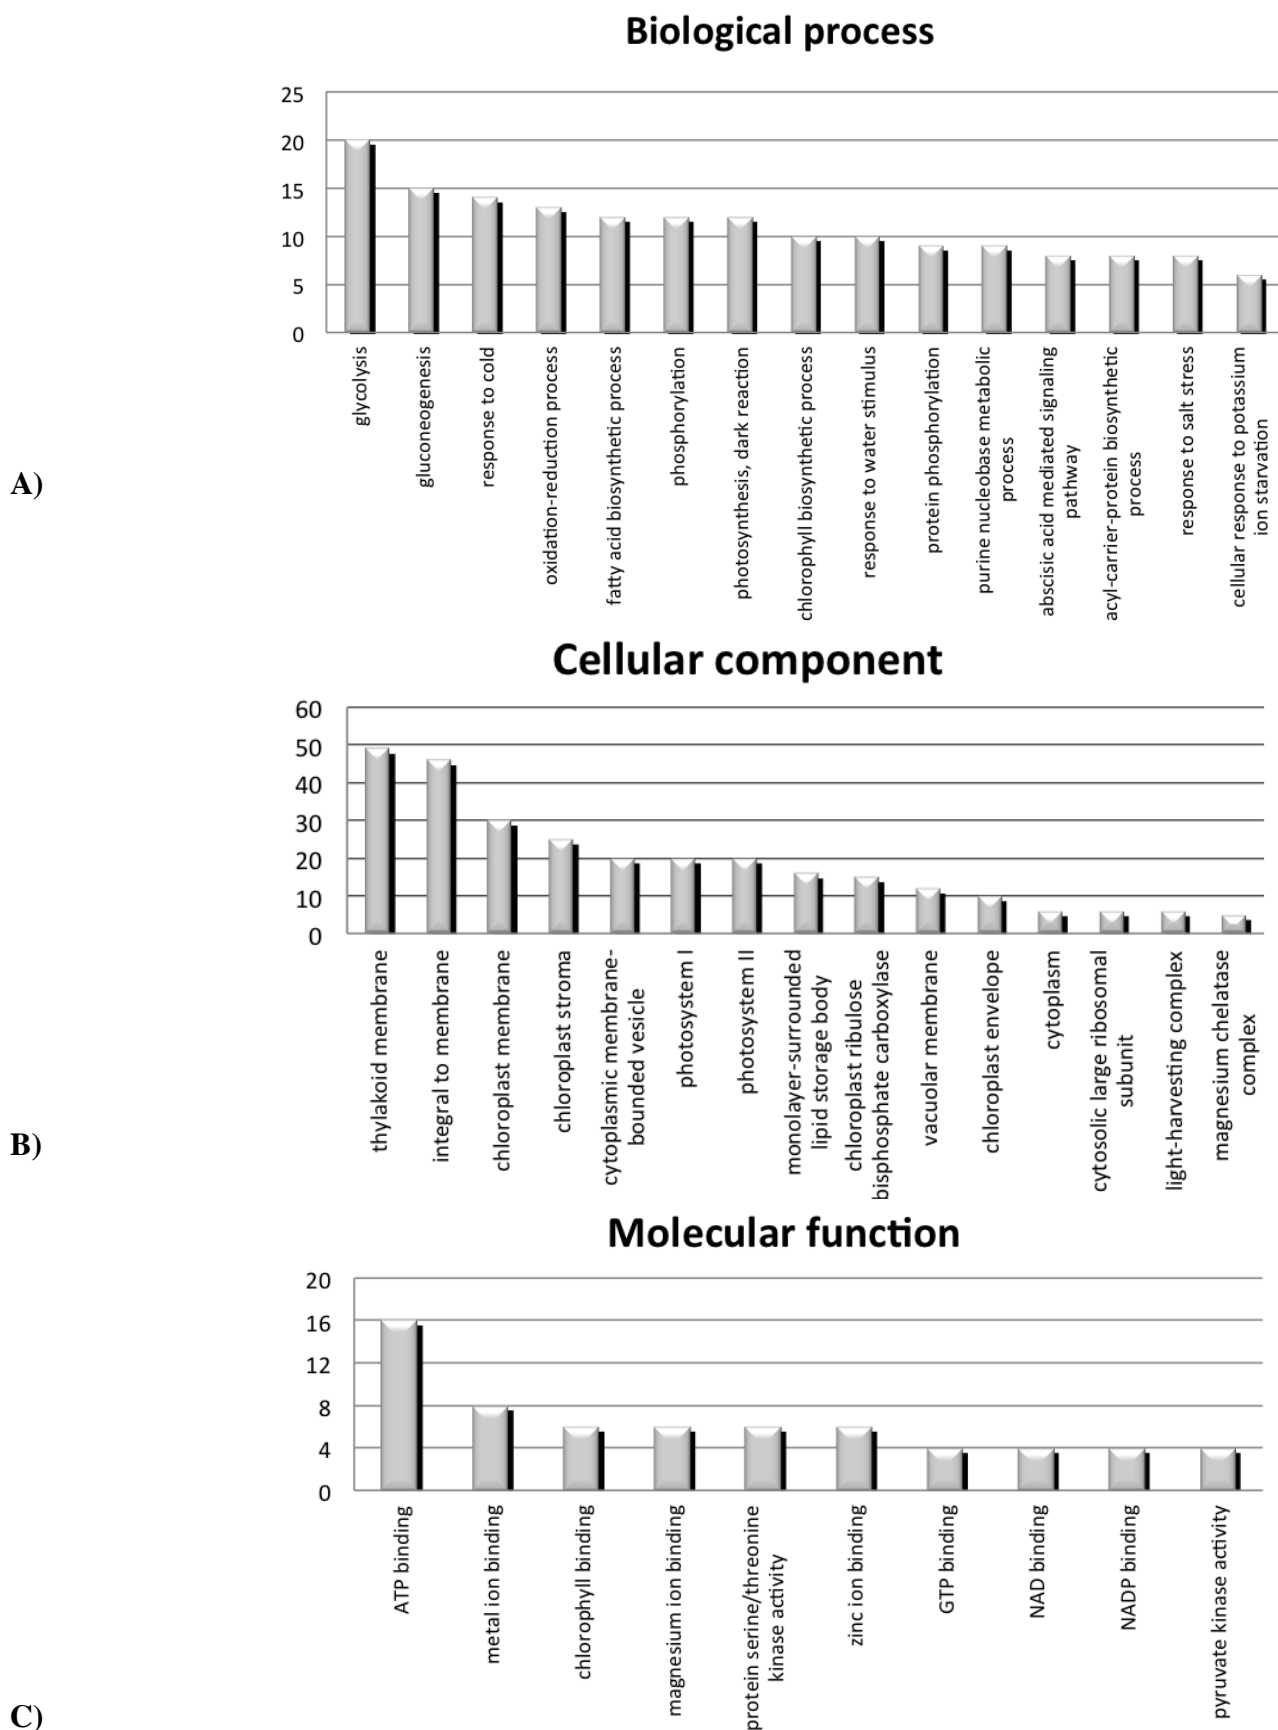 Biological process
25
20
15
10
5
0
glycolysis
gluconeogenesis
response to cold
oxidation-reduction process
fatty acid biosynthetic process
phosphorylation
photosynthesis, dark reaction
chlorophyll biosynthetic process
response to water stimulus
protein phosphorylation
purine nucleobase metabolic
process
abscisic acid mediated signaling
pathway
acyl-carrier-protein biosynthetic
process
response to salt stress
cellular response to potassium
ion starvation
A)
Cellular component
60
50
40
30
20
10
0
thylakoid membrane
integral to membrane
chloroplast membrane
chloroplast stroma
cytoplasmic membrane-
bounded vesicle
photosystem I
photosystem II
monolayer-surrounded
lipid storage body
chloroplast ribulose
bisphosphate carboxylase
vacuolar membrane
chloroplast envelope
cytoplasm
cytosolic large ribosomal
subunit
light-harvesting complex
magnesium chelatase
complex
B)
Molecular function
20
16
12
8
4
0
ATP binding
metal ion binding
chlorophyll binding
magnesium ion binding
protein serine/threonine
kinase activity
zinc ion binding
GTP binding
NAD binding
NADP binding
pyruvate kinase activity
C)